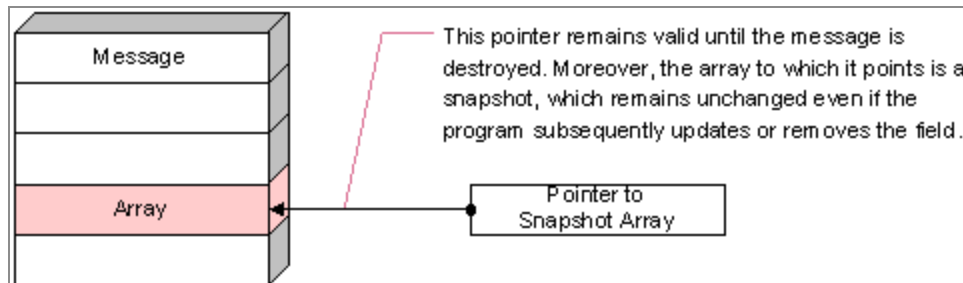 Message
This pointer remains valid until the message is
destroyed. Moreover, the array to which it points is a
snapshot, which remains unchanged even if the
program subsequently updates or removes the field.
Array
Pointer to
Snapshot Array